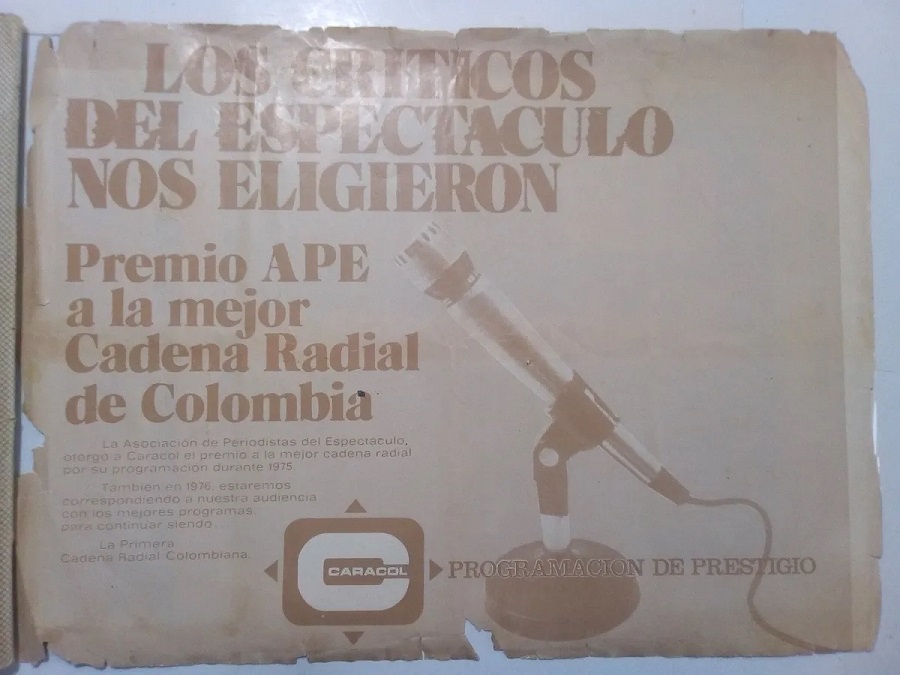 LOS CRITICOS
DEL ESPECTACULO
NOS ELIGIERON
Premio APE
a la mejor
Cadena Radial
de Colombia
La Asociación de Periodistas del Espectáculo,
otorgó a Caracol el premio a la mejor cadena radial
por su programación durante 1975.
También en 1976, estaremos
correspondiendo a nuestra audiencia
con los mejores programas,
para continuar siendo...
La Primera
Cadena Radial Colombiana.
CARACOL
PROGRAMACION DE PRESTIGIO